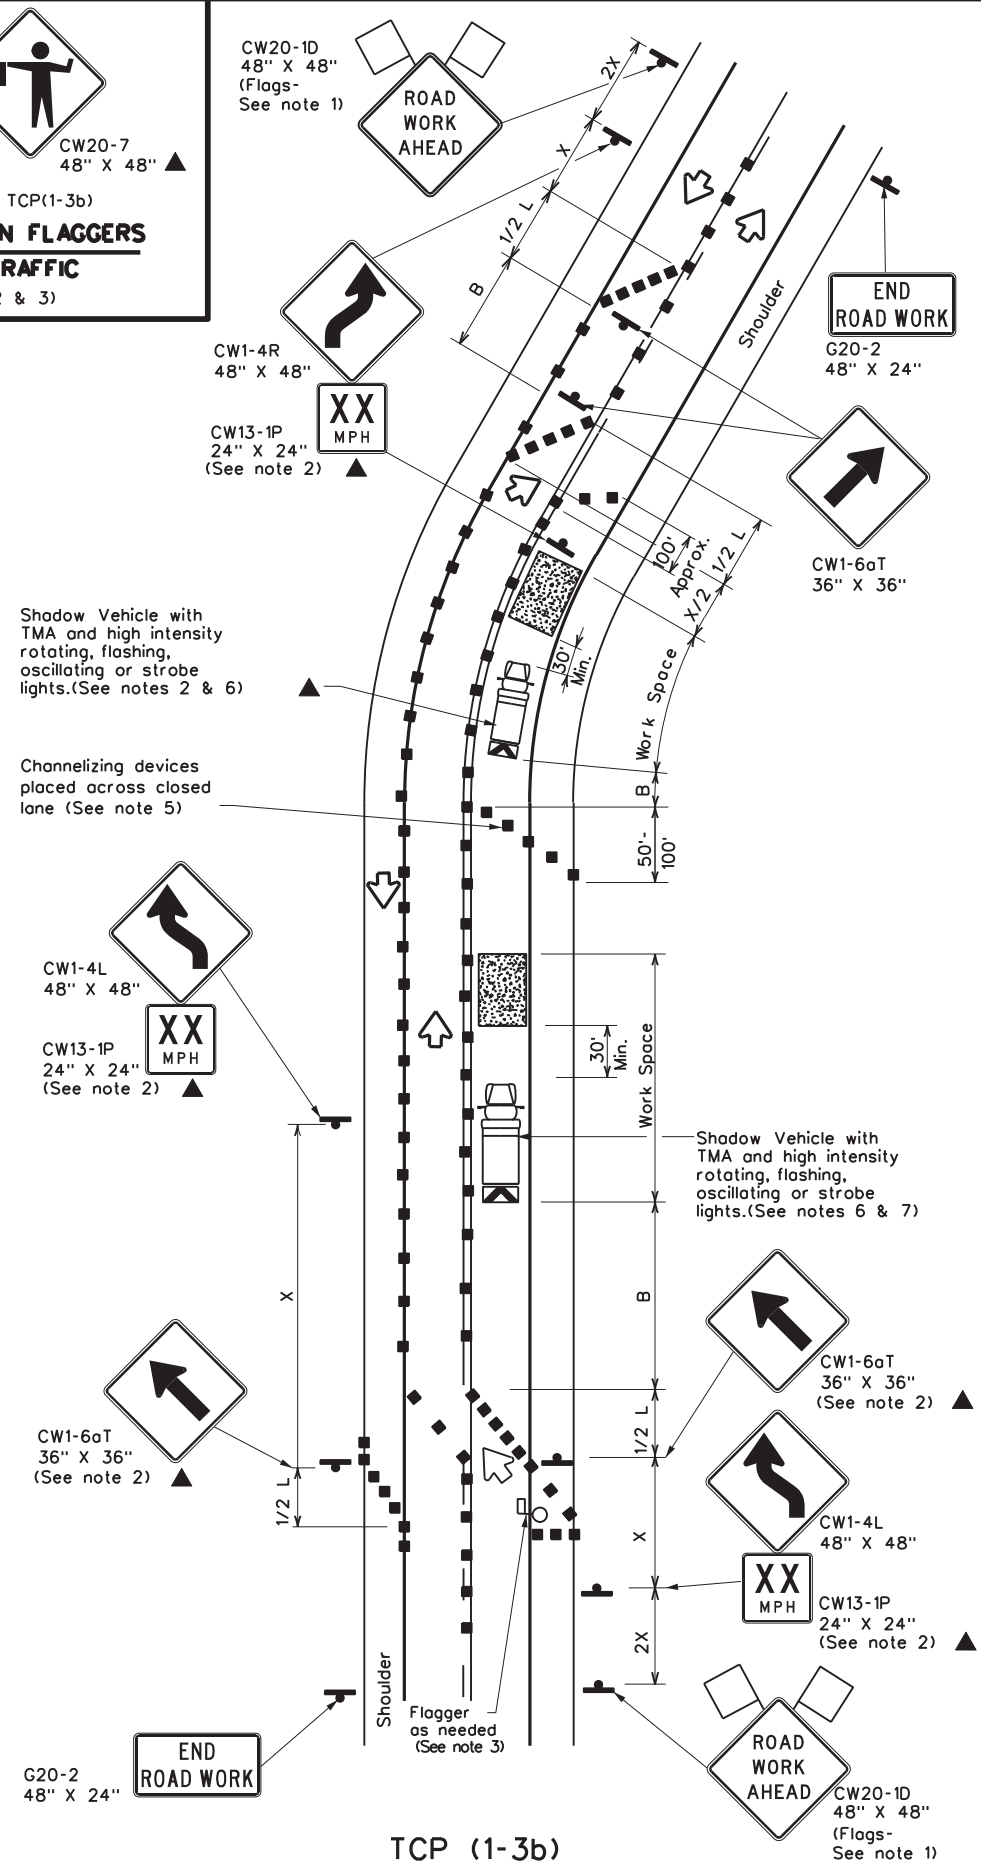 CW20-7
48" X 48"
TCP(1-3b)
N FLAGGERS
RAFFIC
2 & 3)
CW20-1D
48" X 48"
(Flags-
See note 1)
ROAD
WORK
AHEAD
2X
X
1/2 L
B
CW1-4R
48" X 48"
XX
MPH
CW13-1P
24" X 24"
(See note 2)
Shoulder
END
ROAD WORK
G20-2
48" X 24"
CW1-6aT
36" X 36"
100'
Approx.
1/2 L
X/2
30'
Min.
Work Space
B
50'-
100'
Shadow Vehicle with
TMA and high intensity
rotating, flashing,
oscillating or strobe
lights.(See notes 2 & 6)
Channelizing devices
placed across closed
lane (See note 5)
CW1-4L
48" X 48"
XX
MPH
CW13-1P
24" X 24"
(See note 2)
30'
Min.
Work Space
Shadow Vehicle with
TMA and high intensity
rotating, flashing,
oscillating or strobe
lights.(See notes 6 & 7)
X
B
CW1-6aT
36" X 36"
(See note 2)
1/2 L
CW1-6aT
36" X 36"
(See note 2)
1/2 L
X
CW1-4L
48" X 48"
XX
MPH
CW13-1P
24" X 24"
(See note 2)
2X
Shoulder
Flagger
as needed
(See note 3)
END
ROAD WORK
G20-2
48" X 24"
ROAD
WORK
AHEAD
CW20-1D
48" X 48"
(Flags-
See note 1)
TCP (1-3b)